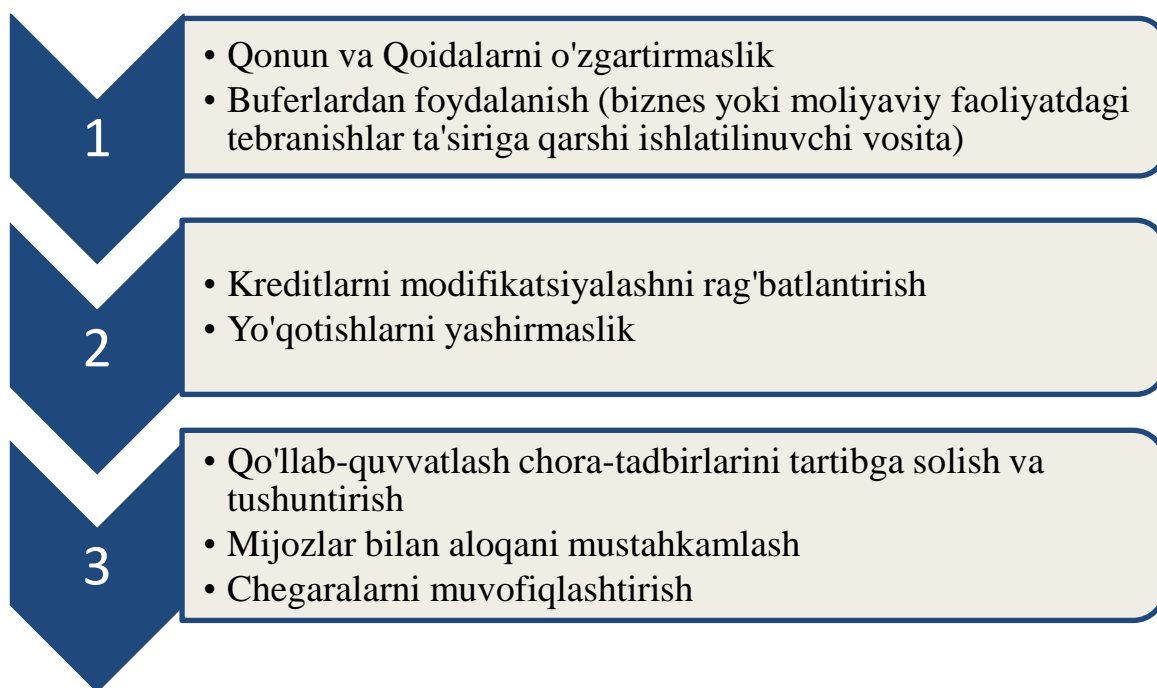 1
• Qonun va Qoidalarni o'zgartirmaslik
• Buferlardan foydalanish (biznes yoki moliyaviy faoliyatdagi
tebranishlar ta'siriga qarshi ishlatilinuvchi vosita)
2
• Kreditlarni modifikatsiyalashni rag'batlantirish
• Yo'qotishlarni yashirmaslik
3
• Qo'llab-quvvatlash chora-tadbirlarini tartibga solish va
tushuntirish
• Mijozlar bilan aloqani mustahkamlash
• Chegaralarni muvofiqlashtirish